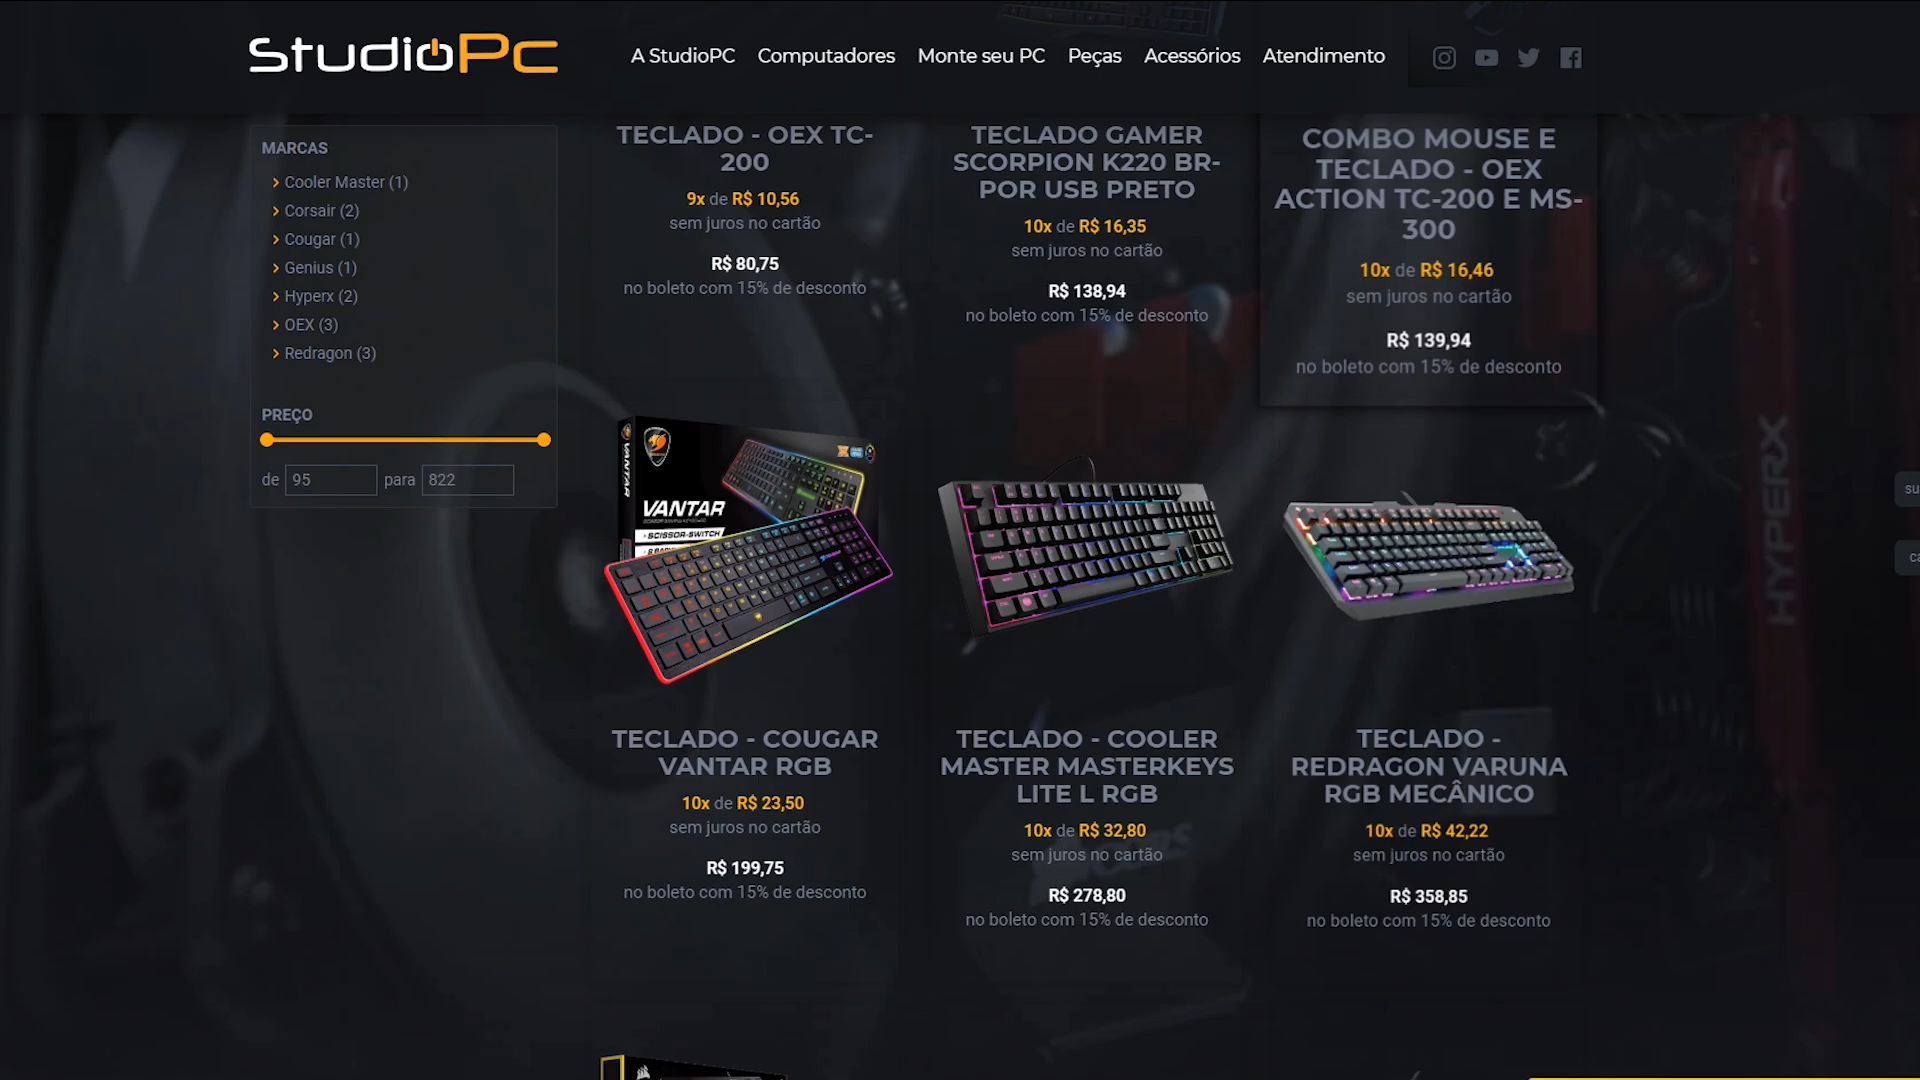 StudioPC
A StudioPC Computadores Monte seu PC Peças Acessórios Atendimento
MARCAS
Cooler Master (1)
Corsair (2)
Cougar (1)
Genius (1)
Hyperx (2)
OEX (3)
Redragon (3)
PREÇO
de 95 para 822
TECLADO - OEX TC-
200
9x de R$ 10,56
sem juros no cartão
R$ 80,75
no boleto com 15% de desconto
TECLADO GAMER
SCORPION K220 BR-
POR USB PRETO
10x de R$ 16,35
sem juros no cartão
R$ 138,94
no boleto com 15% de desconto
COMBO MOUSE E
TECLADO - OEX
ACTION TC-200 E MS-
300
10x de R$ 16,46
sem juros no cartão
R$ 139,94
no boleto com 15% de desconto
VANTAR
VANTAR
SCISSOR-SWITCH
HYPERX
su
ca
TECLADO - COUGAR
VANTAR RGB
10x de R$ 23,50
sem juros no cartão
R$ 199,75
no boleto com 15% de desconto
TECLADO - COOLER
MASTER MASTERKEYS
LITE L RGB
10x de R$ 32,80
sem juros no cartão
R$ 278,80
no boleto com 15% de desconto
TECLADO -
REDRAGON VARUNA
RGB MECÂNICO
10x de R$ 42,22
sem juros no cartão
R$ 358,85
no boleto com 15% de desconto